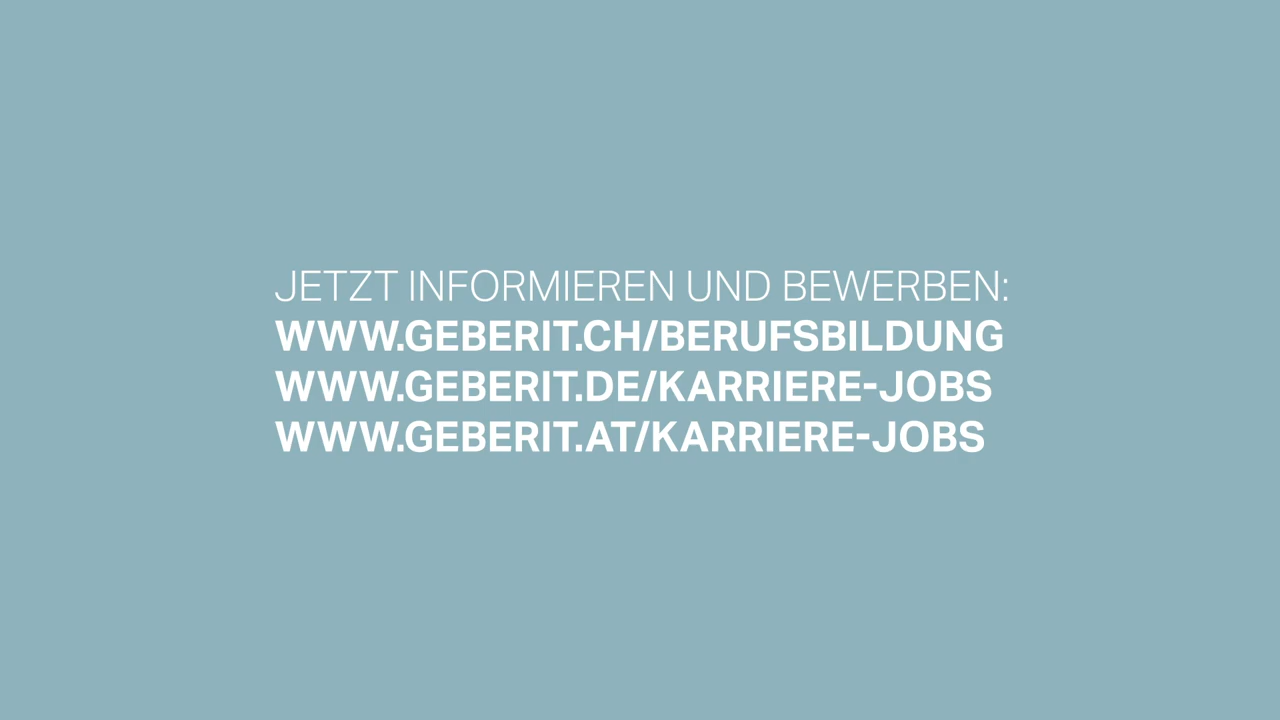 JETZT INFORMIEREN UND BEWERBEN:
WWW.GEBERIT.CH/BERUFSBILDUNG
WWW.GEBERIT.DE/KARRIERE-JOBS
WWW.GEBERIT.AT/KARRIERE-JOBS